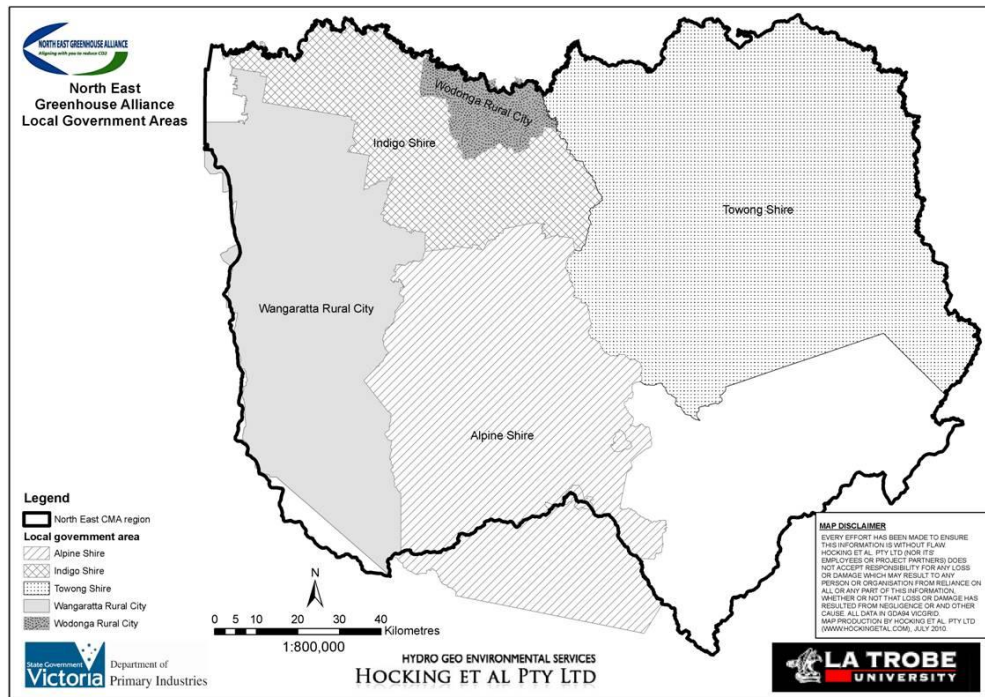 NORTH EAST GREENHOUSE ALLIANCE
Aligning with you to reduce CO2
North East
Greenhouse Alliance
Local Government Areas
Wodonga Rural City
Indigo Shire
Towong Shire
Wangaratta Rural City
Alpine Shire
Legend
North East CMA region
Local government area
Alpine Shire
Indigo Shire
Towong Shire
Wangaratta Rural City
Wodonga Rural City
N
0 5 10 20 30 40
Kilometres
1:800,000
MAP DISCLAIMER
EVERY EFFORT HAS BEEN MADE TO ENSURE
THIS INFORMATION IS WITHOUT FLAW
HOCKING ET AL. PTY LTD (NOR ITS'
EMPLOYEES OR PROJECT PARTNERS) DOES
NOT ACCEPT RESPONSIBILITY FOR ANY LOSS
OR DAMAGE WHICH MAY RESULT TO ANY
PERSON OR ORGANISATION FROM RELIANCE ON
ALL OR ANY PART OF THIS INFORMATION,
WHETHER OR NOT THAT LOSS OR DAMAGE HAS
RESULTED FROM NEGLIGENCE OR AND OTHER
CAUSE. ALL DATA IN GDA94 VICGRID.
MAP PRODUCTION BY HOCKING ET AL. PTY LTD
(WWW.HOCKINGETAL.COM), JULY 2010.
State Government
Victoria
Department of
Primary Industries
HYDRO GEO ENVIRONMENTAL SERVICES
HOCKING ET AL PTY LTD
LA TROBE
UNIVERSITY